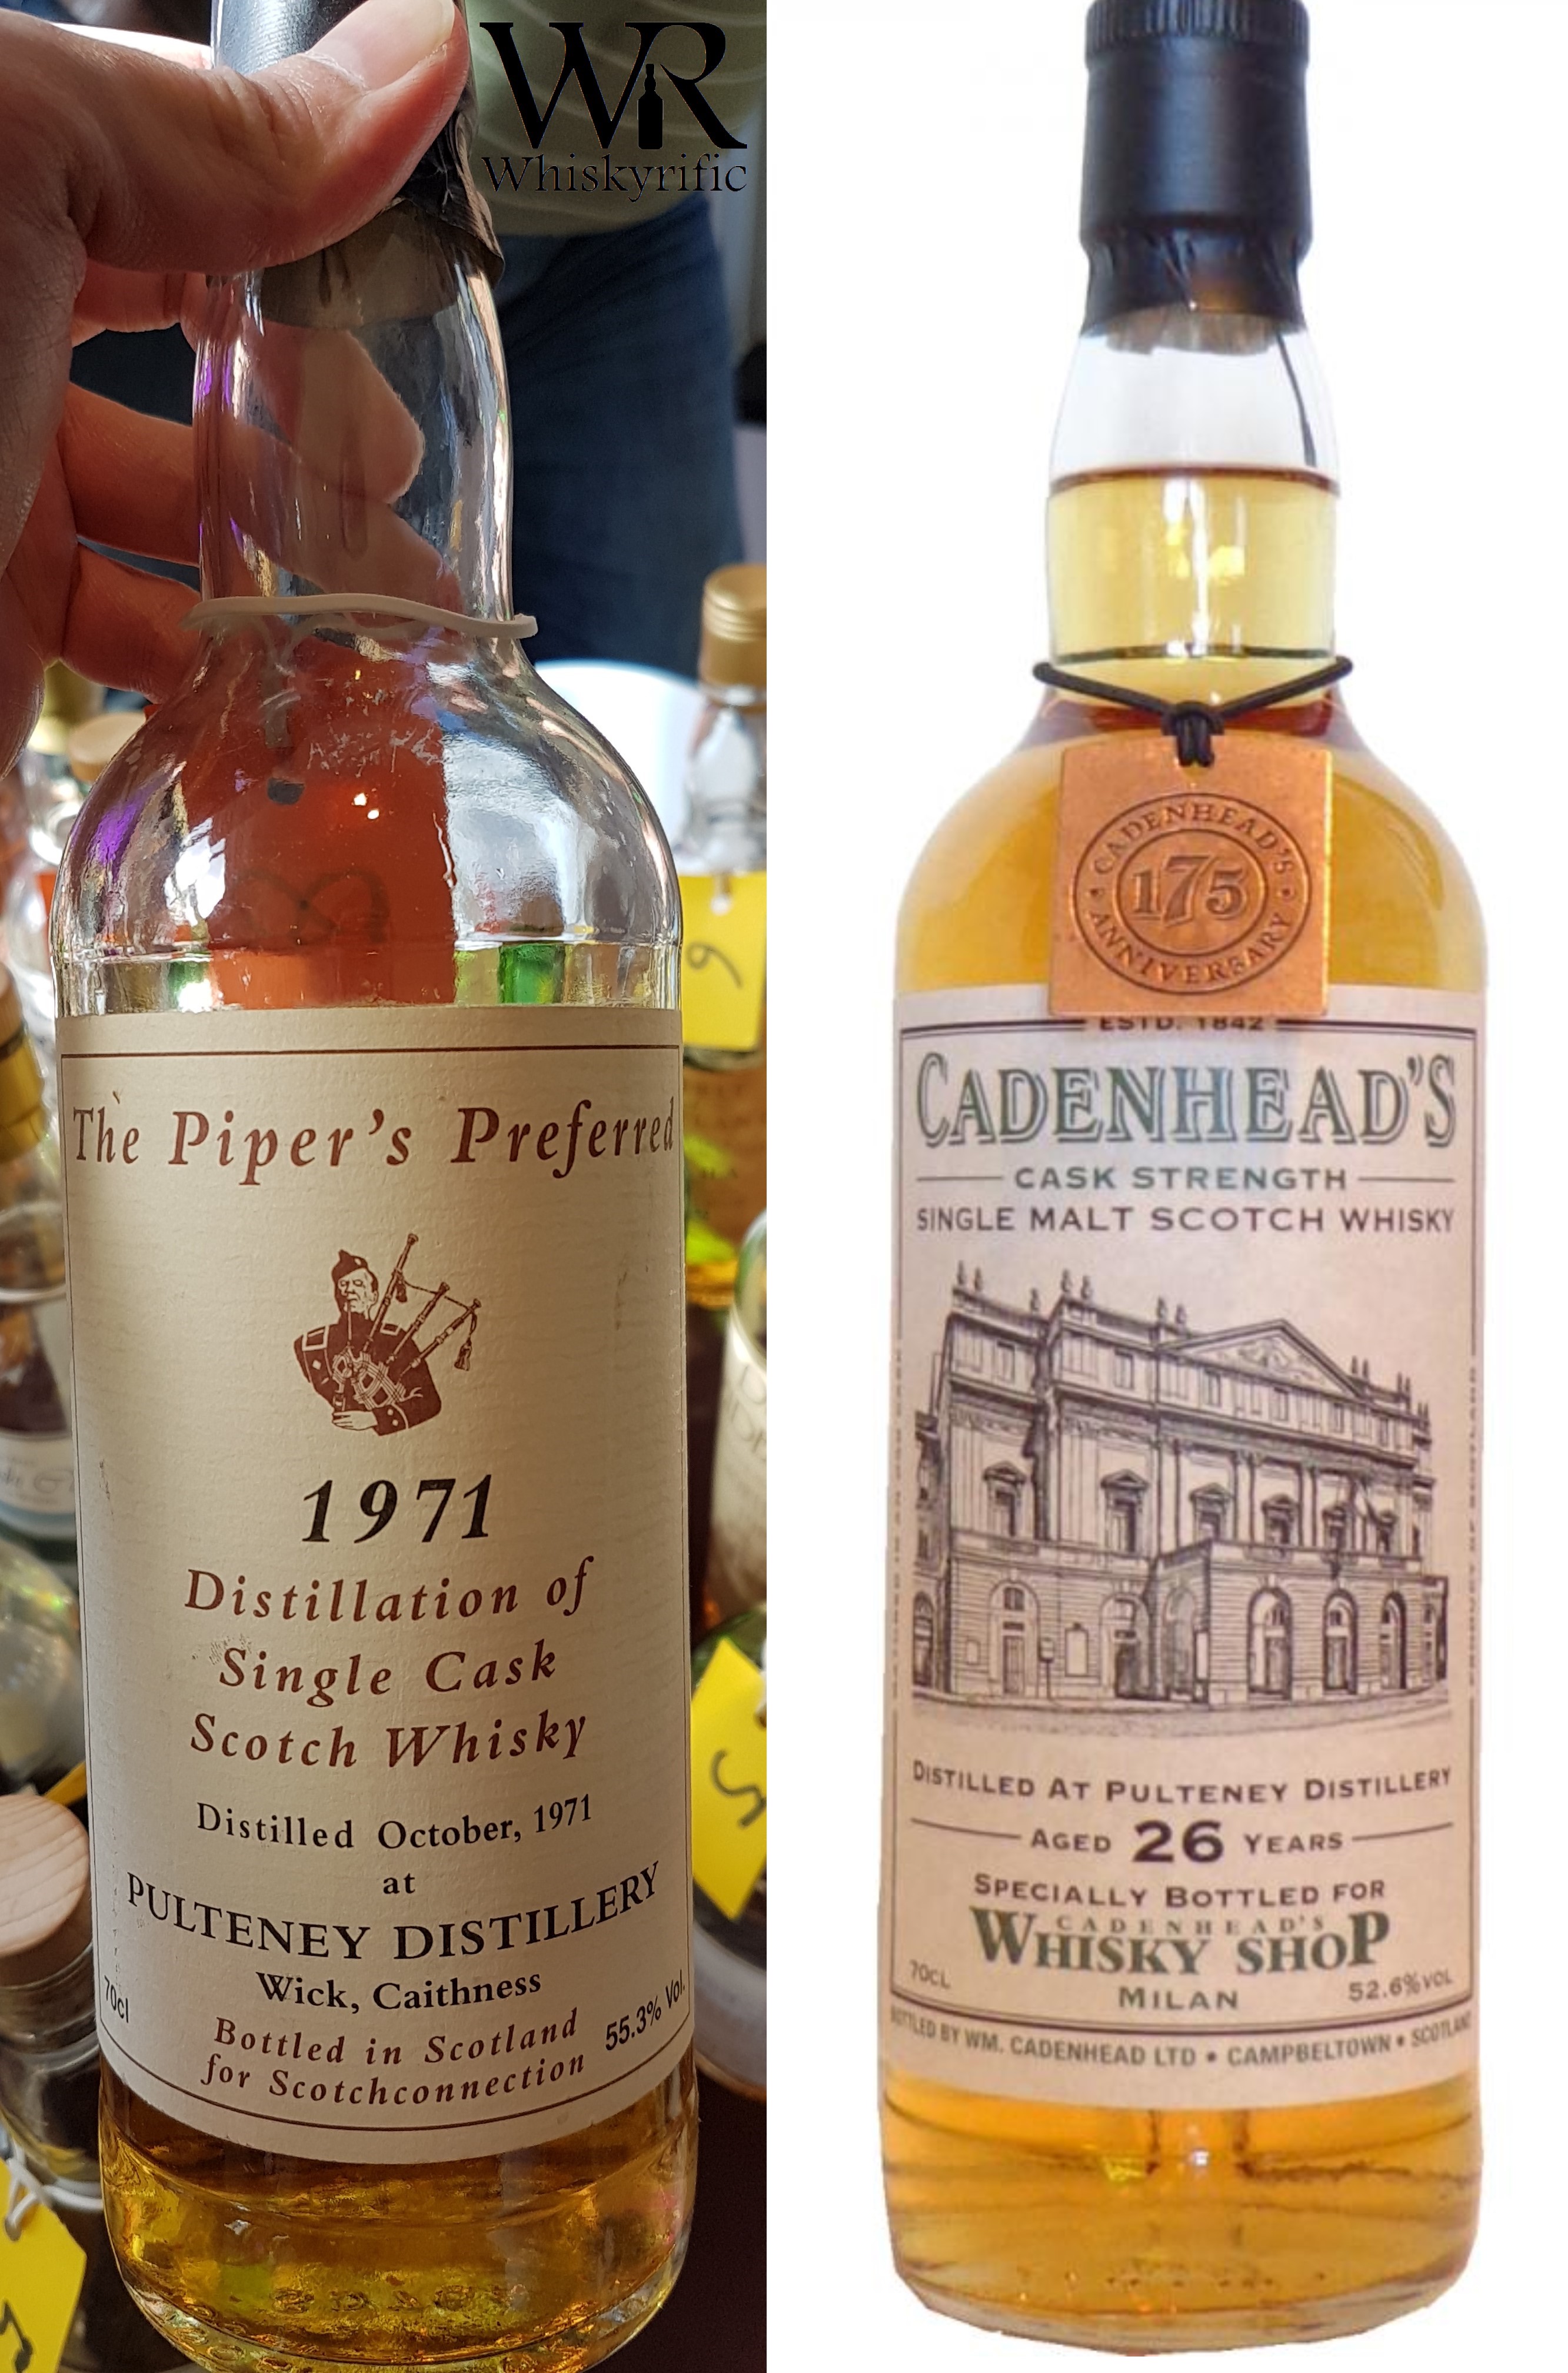 WR
Whiskyrific
The Piper's Preferred
1971
Distillation of
Single Cask
Scotch Whisky
Distilled October, 1971
at
PULTENEY DISTILLERY
Wick, Caithness
70cl
55.3% Vol.
Bottled in Scotland
for Scotchconnection
6
5
CADENHEAD'S
175
ANNIVERSARY
ESTD. 1842
CADENHEAD'S
CASK STRENGTH
SINGLE MALT SCOTCH WHISKY
DISTILLED AT PULTENEY DISTILLERY
AGED 26 YEARS
SPECIALLY BOTTLED FOR
CADENHEAD'S
WHISKY SHOP
MILAN
70CL
52.6%VOL
BOTTLED BY WM. CADENHEAD LTD • CAMPBELTOWN • SCOTLAND